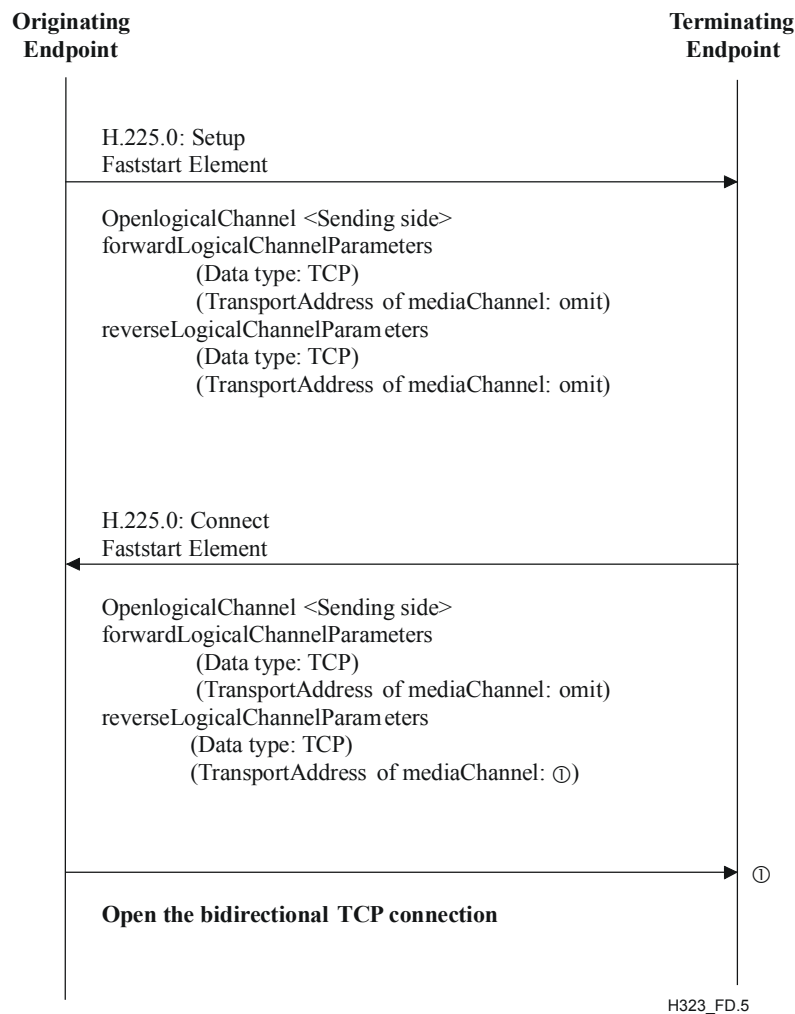 Originating
Endpoint
Terminating
Endpoint
H.225.0: Setup
Faststart Element
OpenlogicalChannel <Sending side>
forwardLogicalChannelParameters
(Data type: TCP)
(TransportAddress of mediaChannel: omit)
reverseLogicalChannelParameters
(Data type: TCP)
(TransportAddress of mediaChannel: omit)
H.225.0: Connect
Faststart Element
OpenlogicalChannel <Sending side>
forwardLogicalChannelParameters
(Data type: TCP)
(TransportAddress of mediaChannel: omit)
reverseLogicalChannelParameters
(Data type: TCP)
(TransportAddress of mediaChannel: ①)
①
Open the bidirectional TCP connection
H323_FD.5